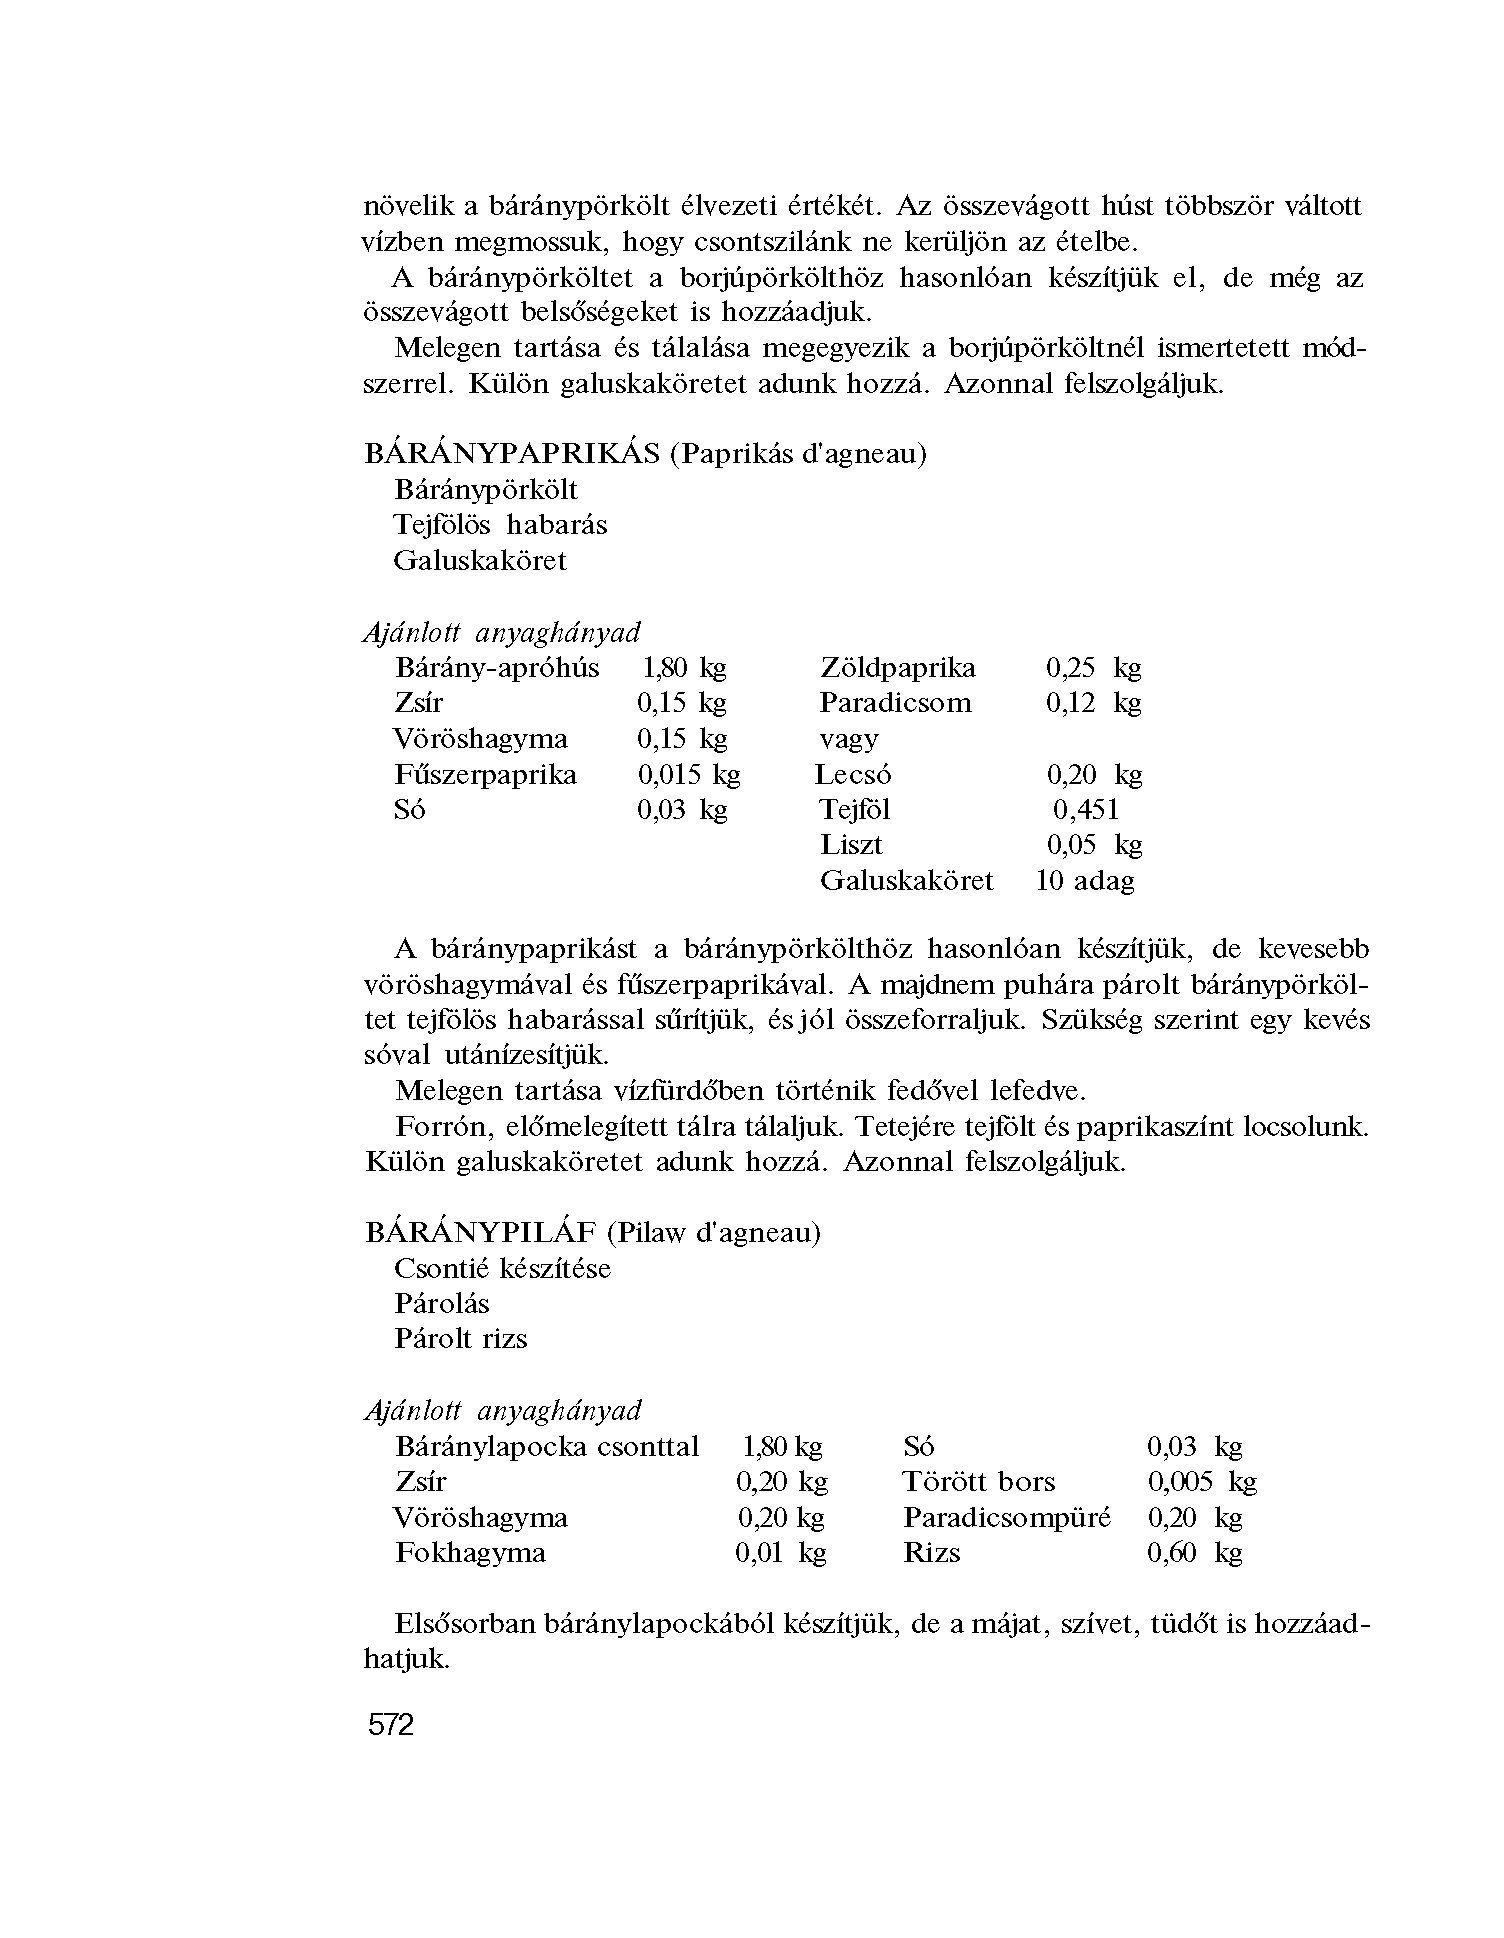 növelik a báránypörkölt élvezeti értékét. Az összevágott húst többször váltott
vízben megmossuk, hogy csontszilánk ne kerüljön az ételbe.
A báránypörköltet a borjúpörkölthöz hasonlóan készítjük el, de még az
összevágott belsőségeket is hozzáadjuk.
Melegen tartása és tálalása megegyezik a borjúpörköltnél ismertetett mód-
szerrel. Külön galuskaköretet adunk hozzá. Azonnal felszolgáljuk.
BÁRÁNYPAPRIKÁS (Paprikás d'agneau)
Báránypörkölt
Tejfölös habarás
Galuskaköret
Ajánlott anyaghányad
Bárány-apróhús 1,80 kg Zöldpaprika 0,25 kg
Zsír 0,15 kg Paradicsom 0,12 kg
Vöröshagyma 0,15 kg vagy
Fűszerpaprika 0,015 kg Lecsó 0,20 kg
Só 0,03 kg Tejföl 0,451
Liszt 0,05 kg
Galuskaköret 10 adag
A báránypaprikást a báránypörkölthöz hasonlóan készítjük, de kevesebb
vöröshagymával és fűszerpaprikával. A majdnem puhára párolt báránypörköl-
tet tejfölös habarással sűrítjük, és jól összeforraljuk. Szükség szerint egy kevés
sóval utánízesítjük.
Melegen tartása vízfürdőben történik fedővel lefedve.
Forrón, előmelegített tálra tálaljuk. Tetejére tejfölt és paprikaszínt locsolunk.
Külön galuskaköretet adunk hozzá. Azonnal felszolgáljuk.
BÁRÁNYPILÁF (Pilaw d'agneau)
Csontié készítése
Párolás
Párolt rizs
Ajánlott anyaghányad
Báránylapocka csonttal 1,80 kg Só 0,03 kg
Zsír 0,20 kg Törött bors 0,005 kg
Vöröshagyma 0,20 kg Paradicsompüré 0,20 kg
Fokhagyma 0,01 kg Rizs 0,60 kg
Elsősorban báránylapockából készítjük, de a májat, szívet, tüdőt is hozzáad-
hatjuk.
572